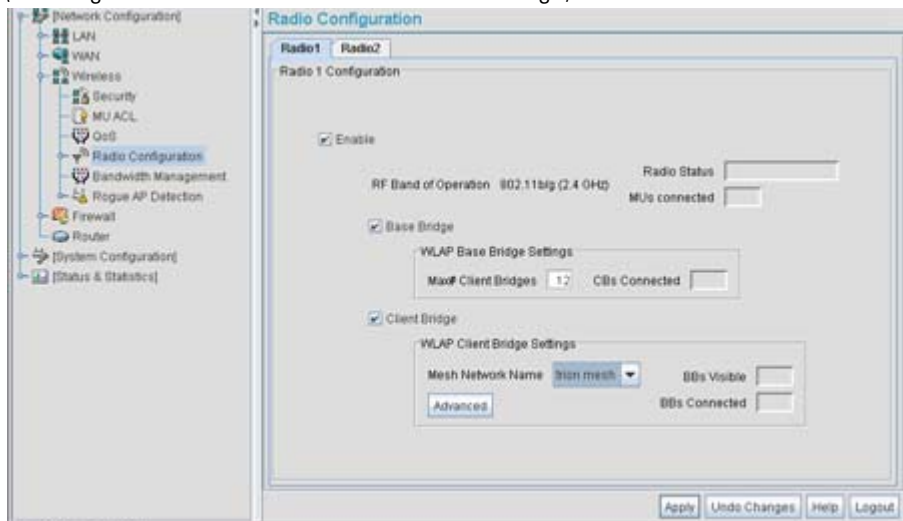 [Network Configuration]
LAN
WAN
Wireless
Security
MU ACL
QoS
Radio Configuration
Bandwidth Management
Rogue AP Detection
Firewall
Router
[System Configuration]
[Status & Statistics]
Radio Configuration
Radio1 Radio2
Radio 1 Configuration
Enable
Radio Status
RF Band of Operation 802.11b/g (2.4 GHz)
MUs connected
Base Bridge
WLAP Base Bridge Settings
Max# Client Bridges 12 CBs Connected
Client Bridge
WLAP Client Bridge Settings
Mesh Network Name trion mesh BBs Visible
Advanced BBs Connected
Apply Undo Changes Help Logout